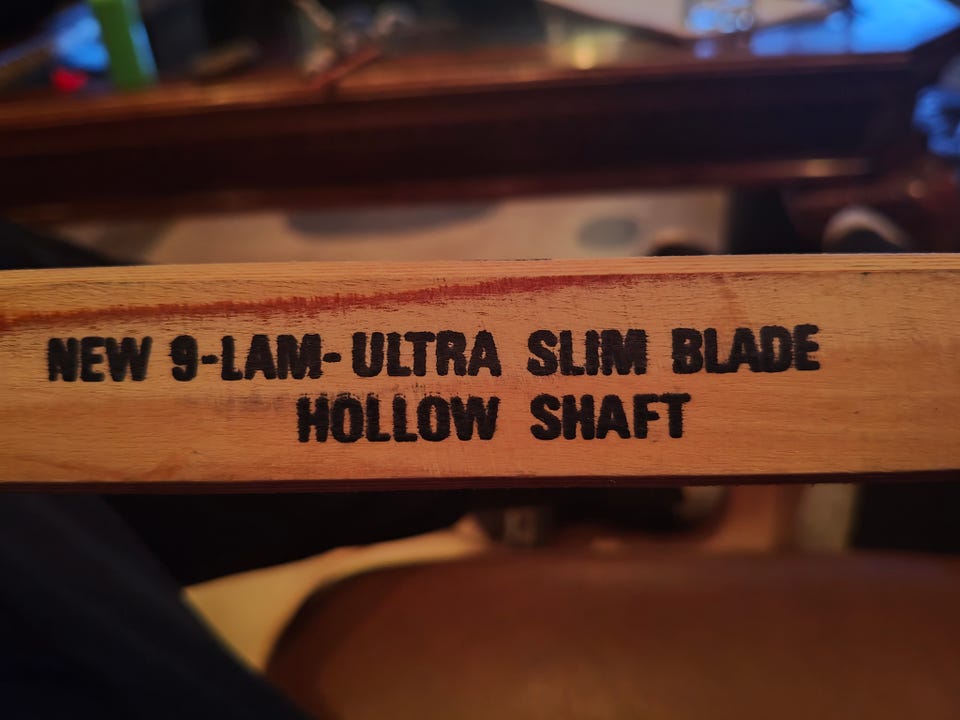 NEW 9-LAM-ULTRA SLIM BLADE
HOLLOW SHAFT